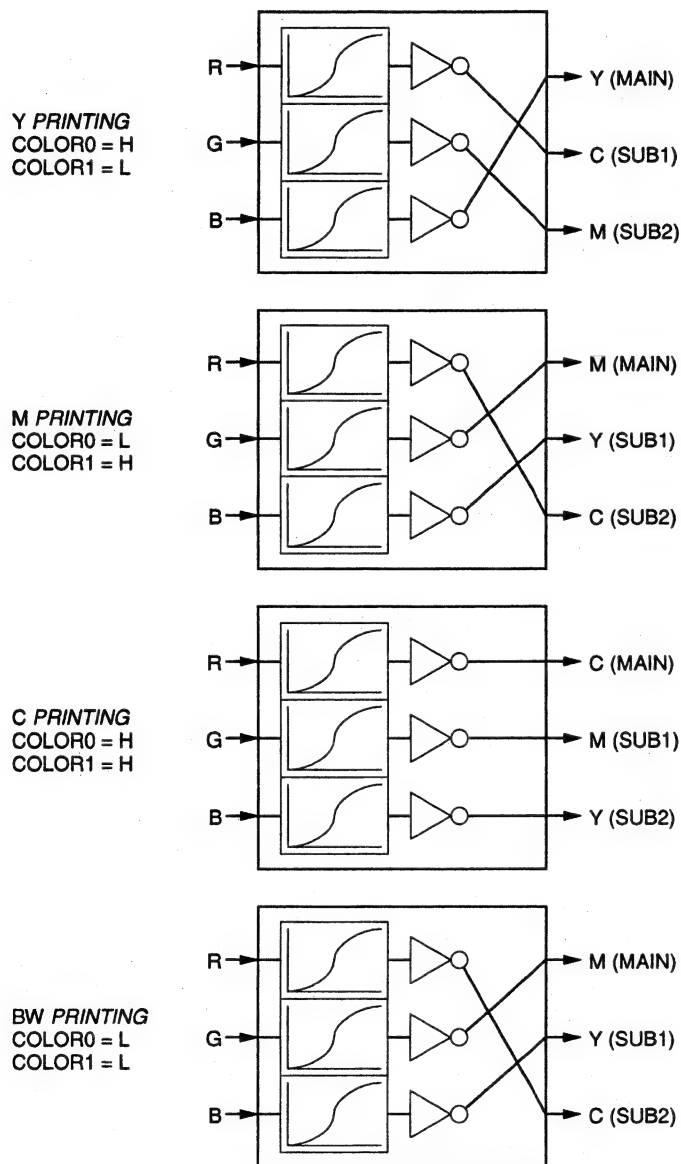 R
Y (MAIN)
Y PRINTING
COLOR0 = H
COLOR1 = L
G
C (SUB1)
B
M (SUB2)
R
M (MAIN)
M PRINTING
COLOR0 = L
COLOR1 = H
G
Y (SUB1)
B
C (SUB2)
R
C (MAIN)
C PRINTING
COLOR0 = H
COLOR1 = H
G
M (SUB1)
B
Y (SUB2)
R
M (MAIN)
BW PRINTING
COLOR0 = L
COLOR1 = L
G
Y (SUB1)
B
C (SUB2)